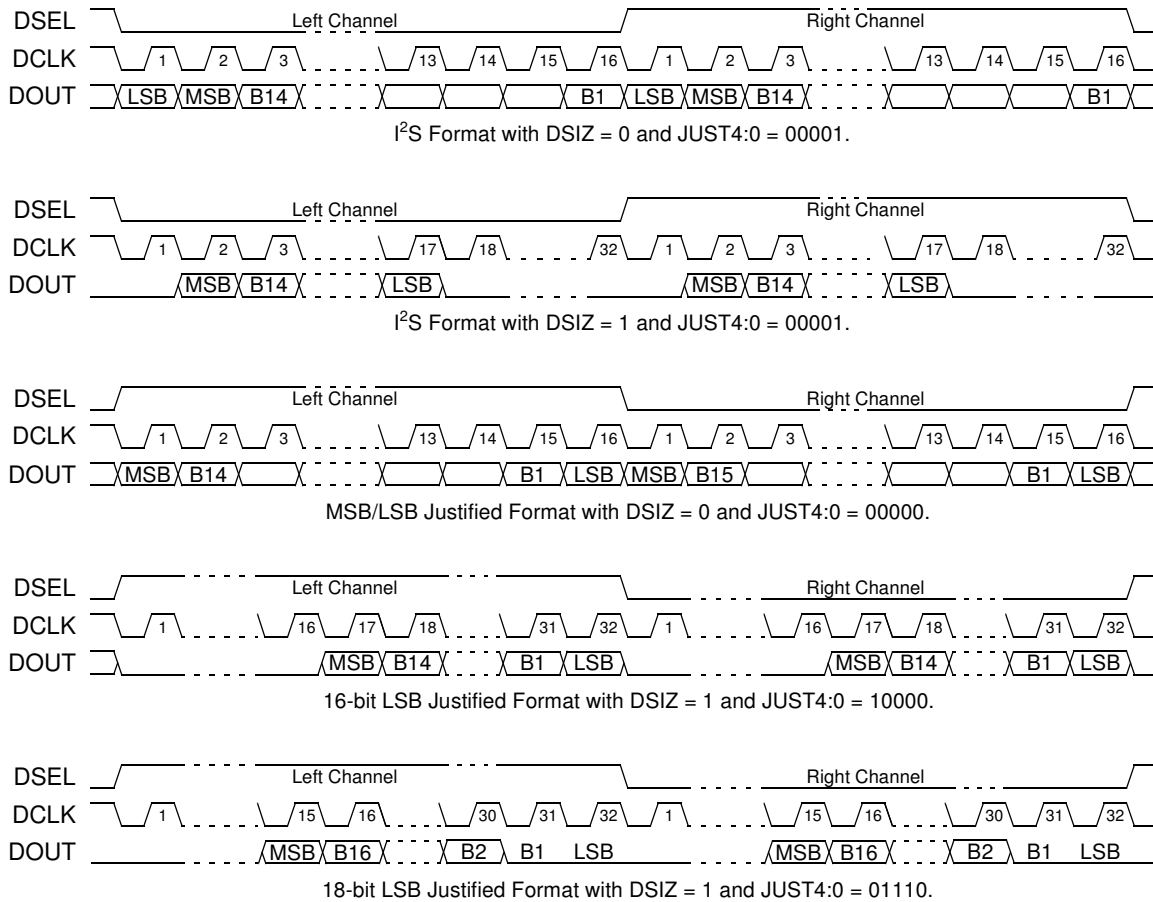 DSEL Left Channel Right Channel
DCLK 1 2 3 13 14 15 16 1 2 3 13 14 15 16
DOUT LSB MSB B14 B1 LSB MSB B14 B1
I²S Format with DSIZ = 0 and JUST4:0 = 00001.
DSEL Left Channel Right Channel
DCLK 1 2 3 17 18 32 1 2 3 17 18 32
DOUT MSB B14 LSB MSB B14 LSB
I²S Format with DSIZ = 1 and JUST4:0 = 00001.
DSEL Left Channel Right Channel
DCLK 1 2 3 13 14 15 16 1 2 3 13 14 15 16
DOUT MSB B14 B1 LSB MSB B15 B1 LSB
MSB/LSB Justified Format with DSIZ = 0 and JUST4:0 = 00000.
DSEL Left Channel Right Channel
DCLK 1 16 17 18 31 32 1 16 17 18 31 32
DOUT MSB B14 B1 LSB MSB B14 B1 LSB
16-bit LSB Justified Format with DSIZ = 1 and JUST4:0 = 10000.
DSEL Left Channel Right Channel
DCLK 1 15 16 30 31 32 1 15 16 30 31 32
DOUT MSB B16 B2 B1 LSB MSB B16 B2 B1 LSB
18-bit LSB Justified Format with DSIZ = 1 and JUST4:0 = 01110.